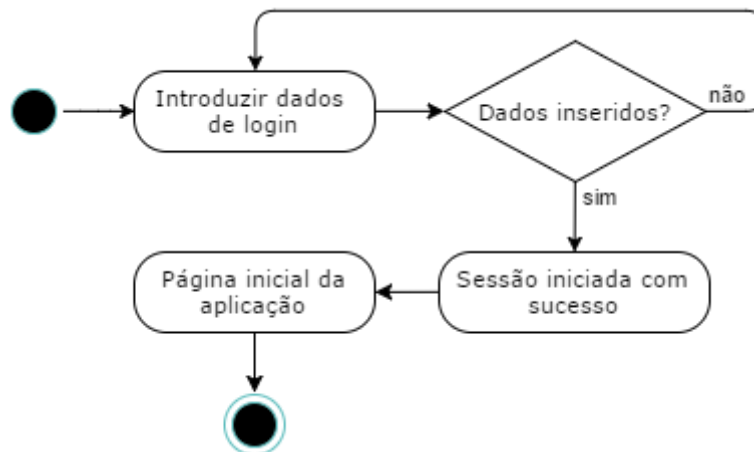 Introduzir dados
de login
Dados inseridos?
não
sim
Página inicial da
aplicação
Sessão iniciada com
sucesso